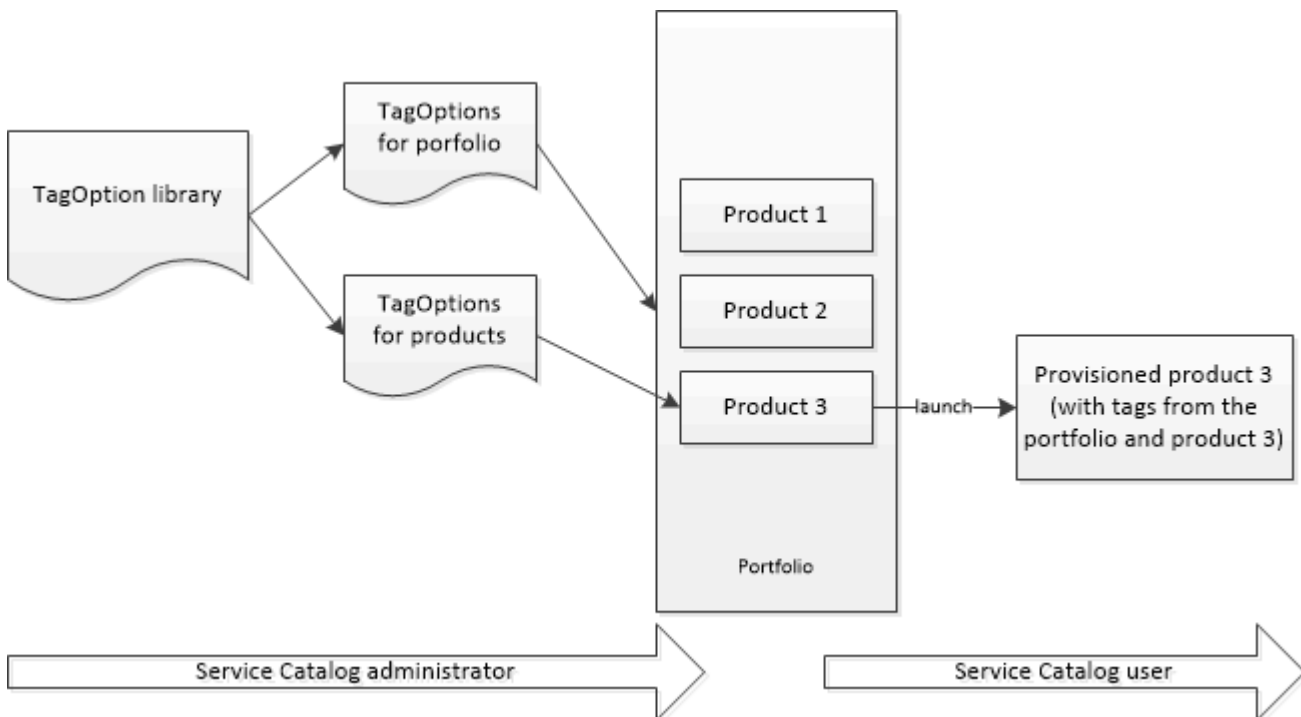 TagOption library
TagOptions
for porfolio
TagOptions
for products
Product 1
Product 2
Product 3
Portfolio
launch
Provisioned product 3
(with tags from the
portfolio and product 3)
Service Catalog administrator
Service Catalog user